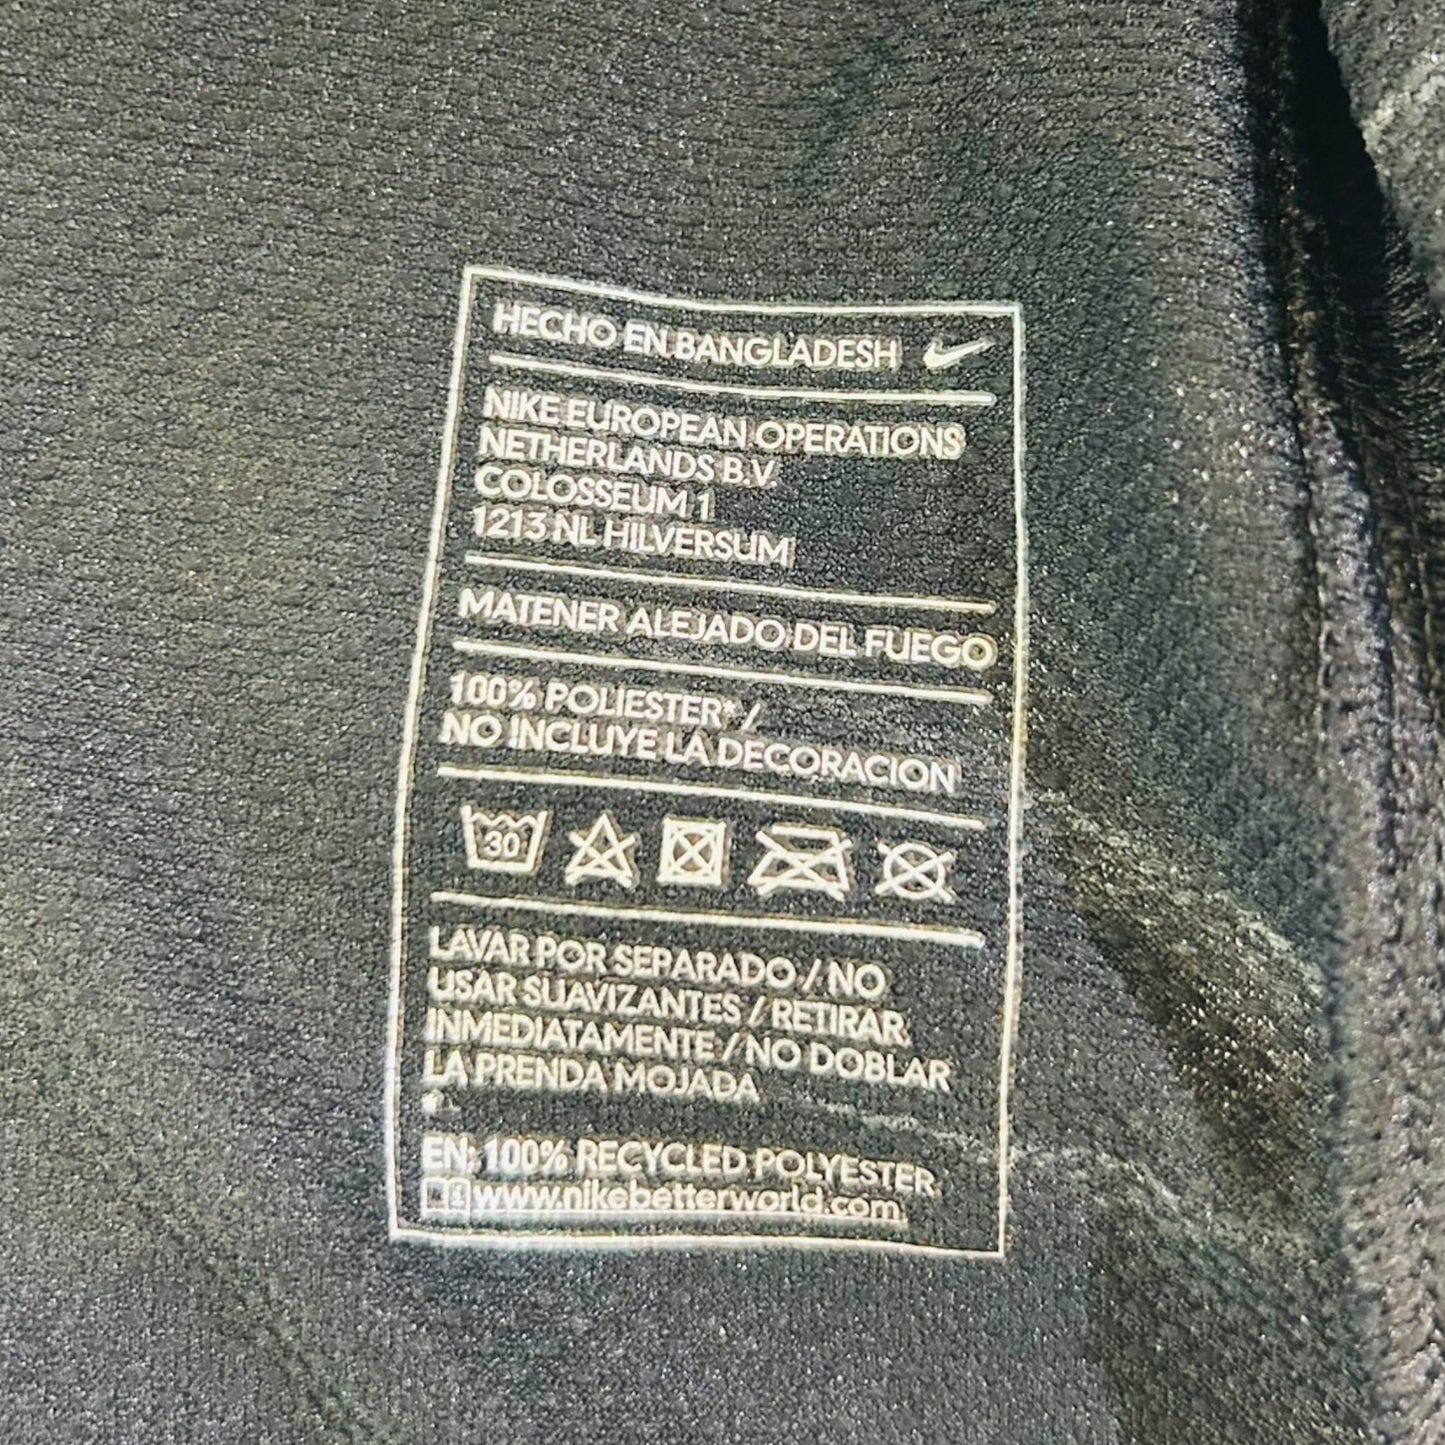 HECHO EN BANGLADESH
NIKE EUROPEAN OPERATIONS
NETHERLANDS B.V.
COLOSSEUM 1
1213 NL HILVERSUM
MATENER ALEJADO DEL FUEGO
100% POLIESTER* /
NO INCLUYE LA DECORACION
30
LAVAR POR SEPARADO / NO
USAR SUAVIZANTES / RETIRAR
INMEDIATAMENTE / NO DOBLAR
LA PRENDA MOJADA
EN: 100% RECYCLED POLYESTER
www.nikebetterworld.com